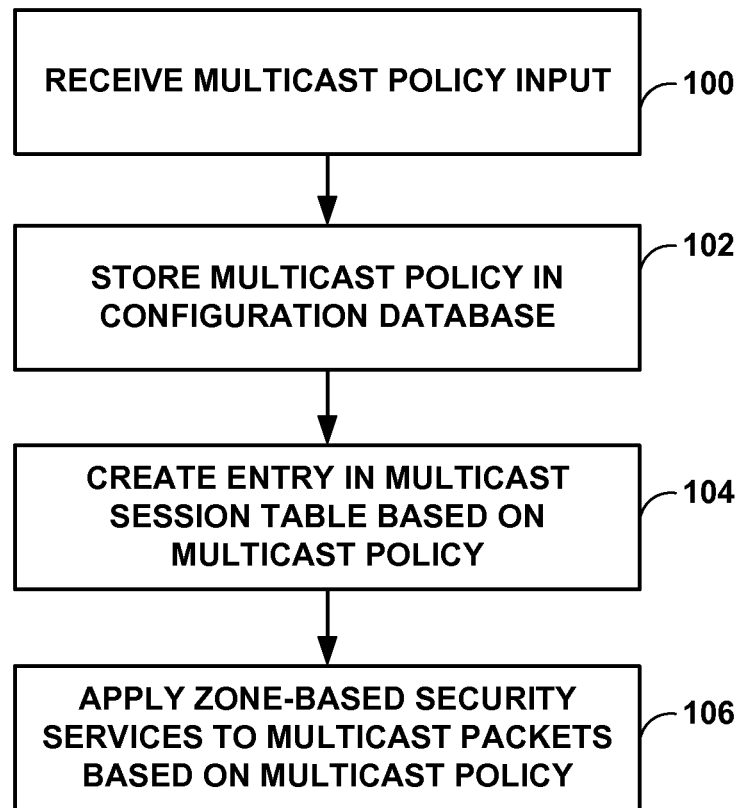 RECEIVE MULTICAST POLICY INPUT
100
STORE MULTICAST POLICY IN
CONFIGURATION DATABASE
102
CREATE ENTRY IN MULTICAST
SESSION TABLE BASED ON
MULTICAST POLICY
104
APPLY ZONE-BASED SECURITY
SERVICES TO MULTICAST PACKETS
BASED ON MULTICAST POLICY
106